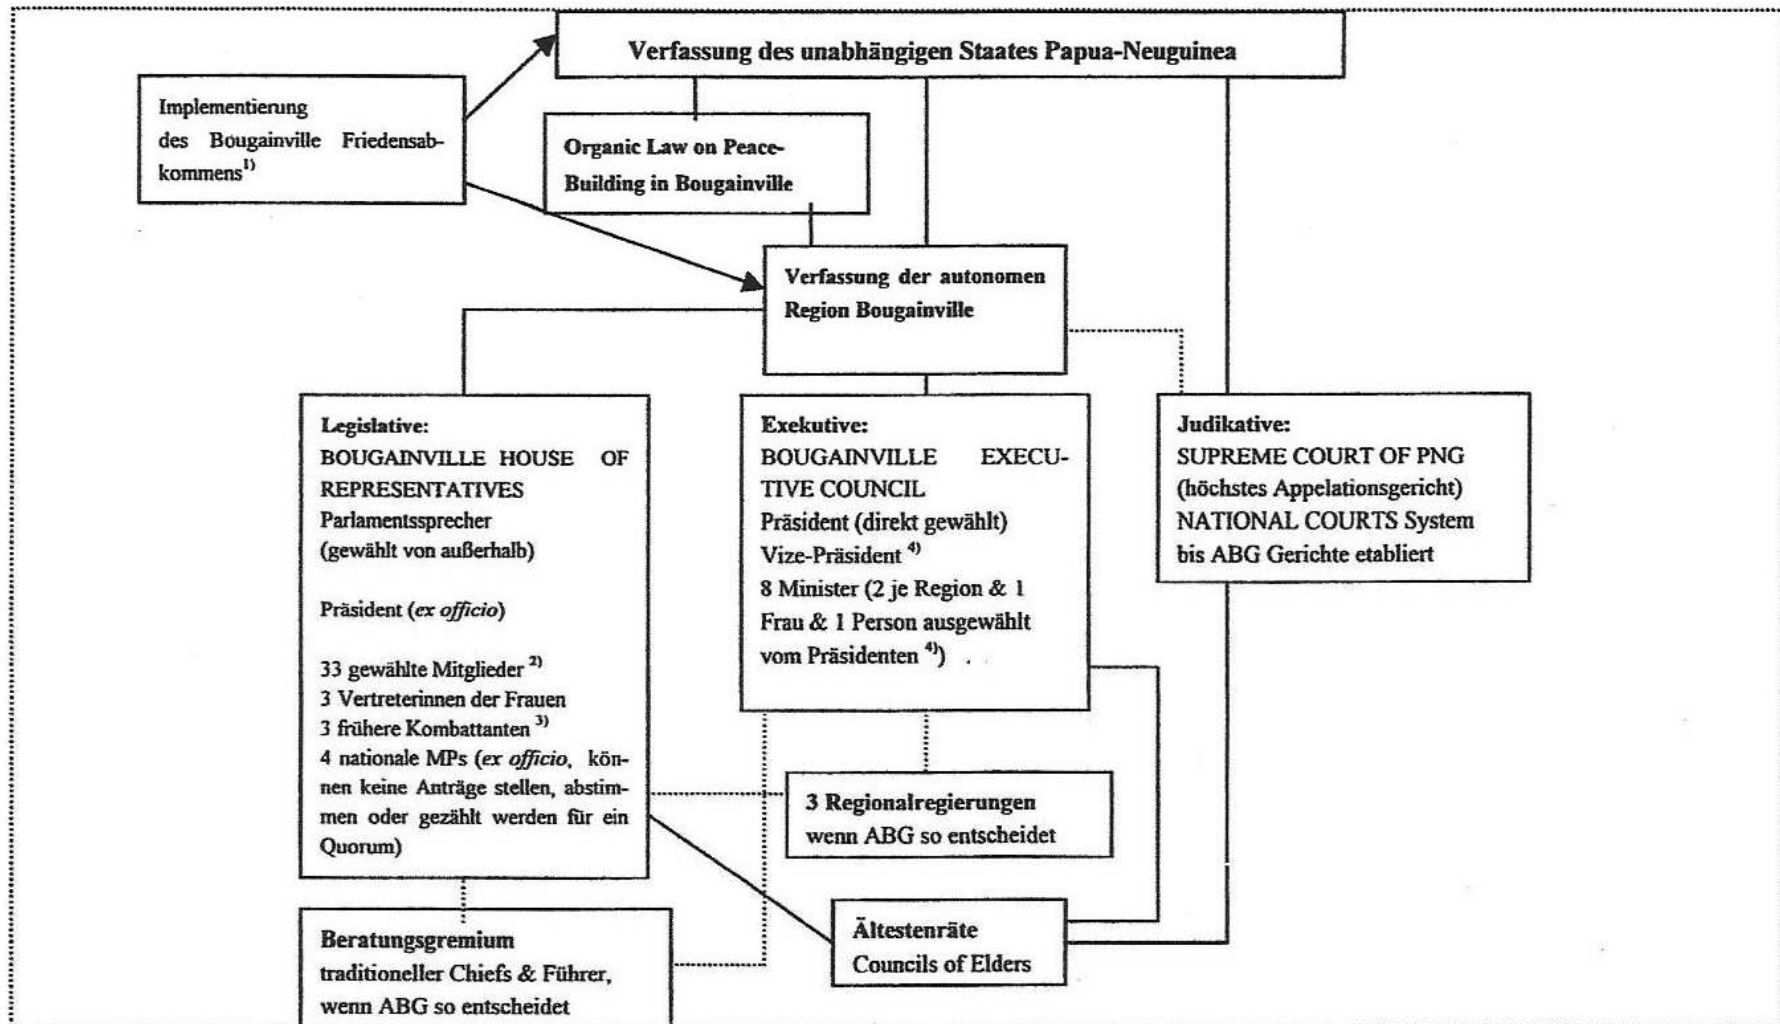 Verfassung des unabhängigen Staates Papua-Neuguinea
Implementierung
des Bougainville Friedensab-
kommens¹⁾
Organic Law on Peace-
Building in Bougainville
Verfassung der autonomen
Region Bougainville
Legislative:
BOUGAINVILLE HOUSE OF
REPRESENTATIVES
Parlamentssprecher
(gewählt von außerhalb)
Präsident (ex officio)
33 gewählte Mitglieder ²⁾
3 Vertreterinnen der Frauen
3 frühere Kombattanten ³⁾
4 nationale MPs (ex officio, kön-
nen keine Anträge stellen, abstim-
men oder gezählt werden für ein
Quorum)
Exekutive:
BOUGAINVILLE EXECU-
TIVE COUNCIL
Präsident (direkt gewählt)
Vize-Präsident ⁴⁾
8 Minister (2 je Region & 1
Frau & 1 Person ausgewählt
vom Präsidenten ⁴⁾)
Judikative:
SUPREME COURT OF PNG
(höchstes Appelationsgericht)
NATIONAL COURTS System
bis ABG Gerichte etabliert
3 Regionalregierungen
wenn ABG so entscheidet
Beratungsgremium
traditioneller Chiefs & Führer,
wenn ABG so entscheidet
Ältestenräte
Councils of Elders